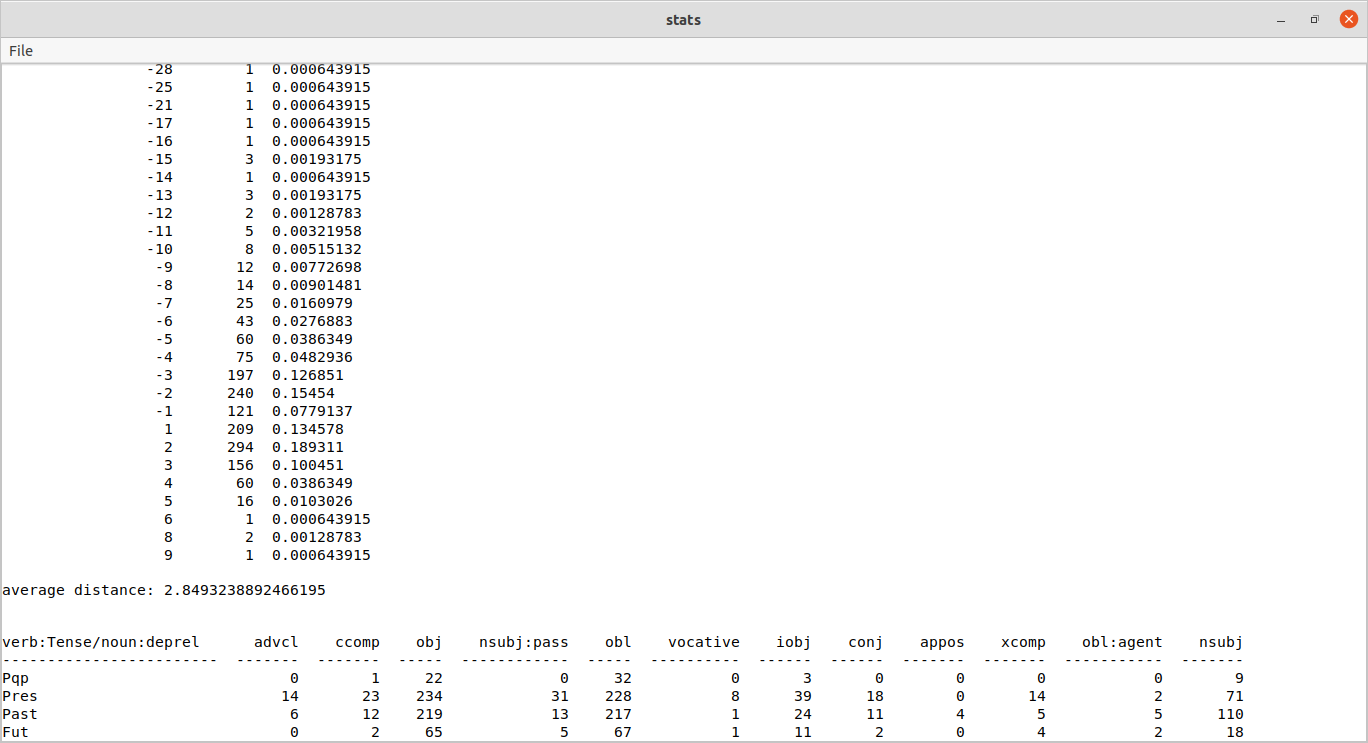 stats
File
-28 1 0.000643915
-25 1 0.000643915
-21 1 0.000643915
-17 1 0.000643915
-16 1 0.000643915
-15 3 0.00193175
-14 1 0.000643915
-13 3 0.00193175
-12 2 0.00128783
-11 5 0.00321958
-10 8 0.00515132
-9 12 0.00772698
-8 14 0.00901481
-7 25 0.0160979
-6 43 0.0276883
-5 60 0.0386349
-4 75 0.0482936
-3 197 0.126851
-2 240 0.15454
-1 121 0.0779137
1 209 0.134578
2 294 0.189311
3 156 0.100451
4 60 0.0386349
5 16 0.0103026
6 1 0.000643915
8 2 0.00128783
9 1 0.000643915
average distance: 2.8493238892466195
verb:Tense/noun:deprel advcl ccomp obj nsubj:pass obl vocative iobj conj appos xcomp obl:agent nsubj
------------------------ ------- ------- ----- ------------ ----- ---------- ------ ------ ------- ------- ----------- -------
Pqp 0 1 22 0 32 0 3 0 0 0 0 9
Pres 14 23 234 31 228 8 39 18 0 14 2 71
Past 6 12 219 13 217 1 24 11 4 5 5 110
Fut 0 2 65 5 67 1 11 2 0 4 2 18